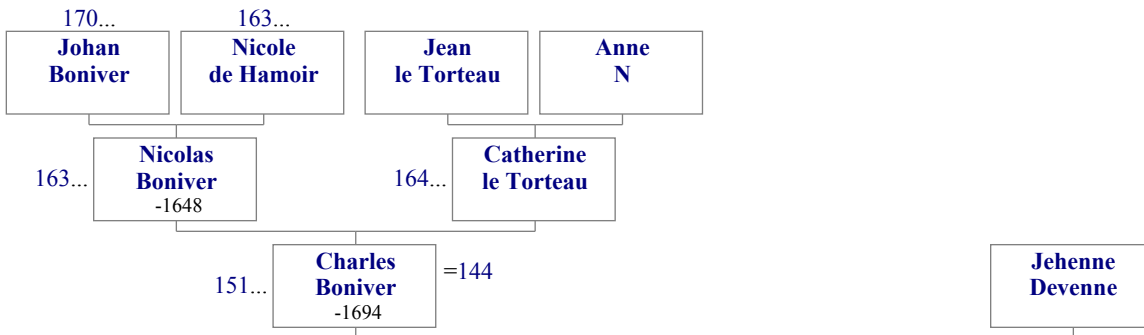 170... 163...
Johan Nicole Jean Anne
Boniver de Hamoir le Torteau N
Nicolas Catherine
163... Boniver 164... le Torteau
-1648
Charles =144 Jehenne
151... Boniver Devenne
-1694